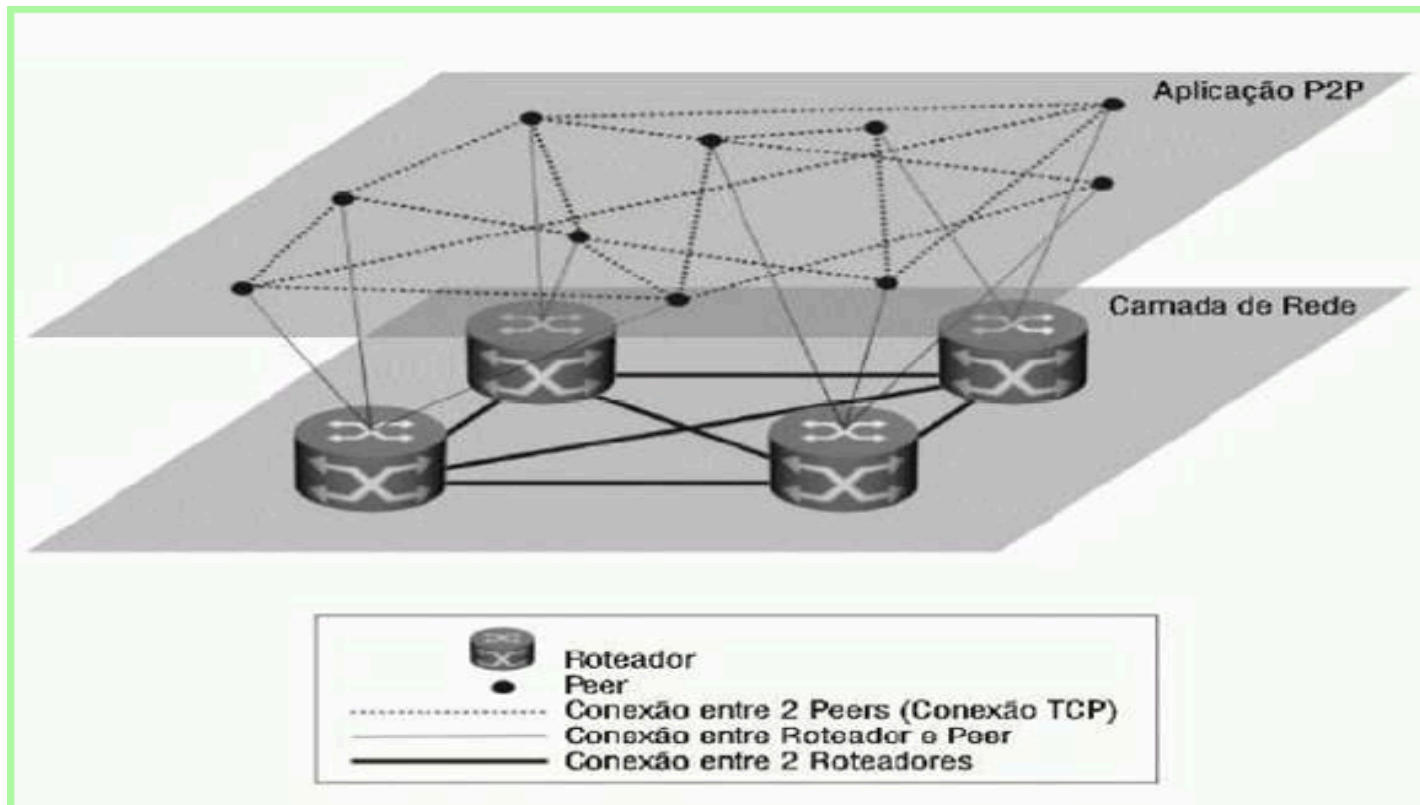 Aplicação P2P
Camada de Rede
Roteador
Peer
Conexão entre 2 Peers (Conexão TCP)
Conexão entre Roteador e Peer
Conexão entre 2 Roteadores